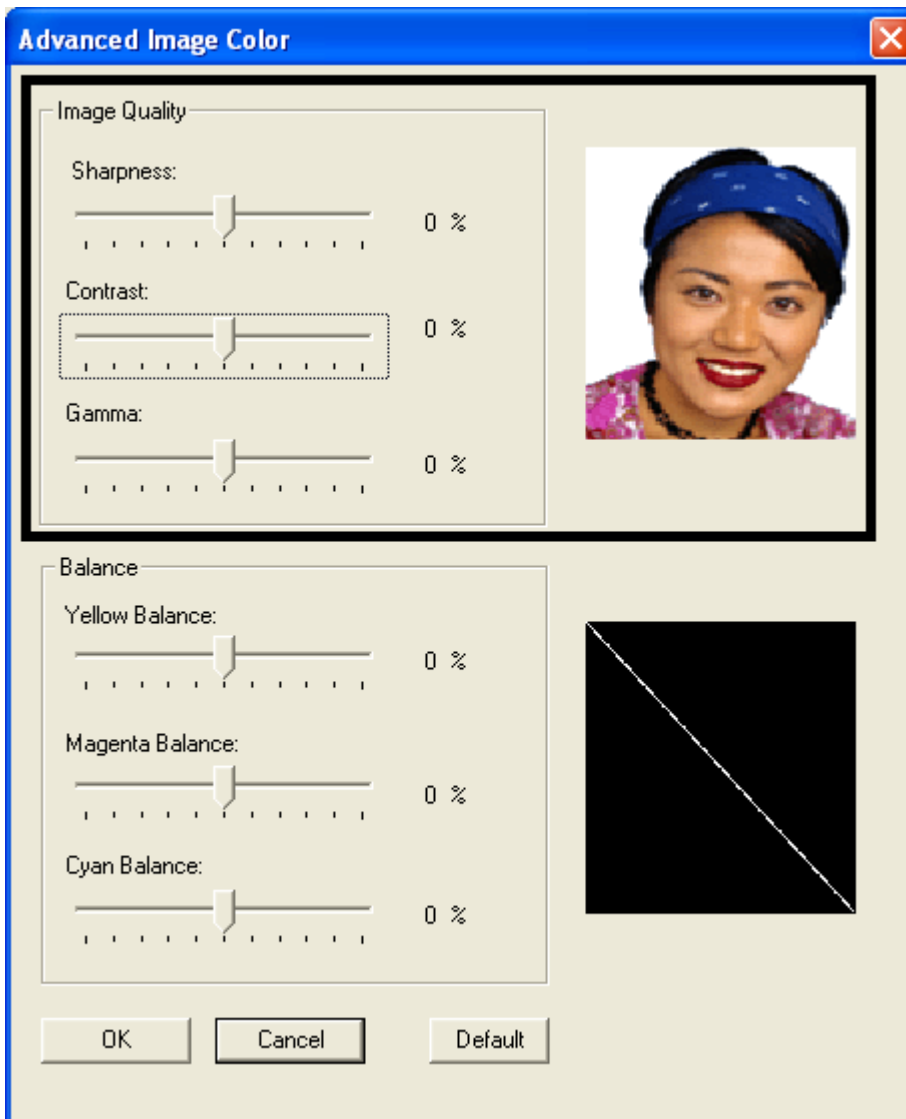 Advanced Image Color
Image Quality
Sharpness:
0 %
Contrast:
0 %
Gamma:
0 %
Balance
Yellow Balance:
0 %
Magenta Balance:
0 %
Cyan Balance:
0 %
OK Cancel Default